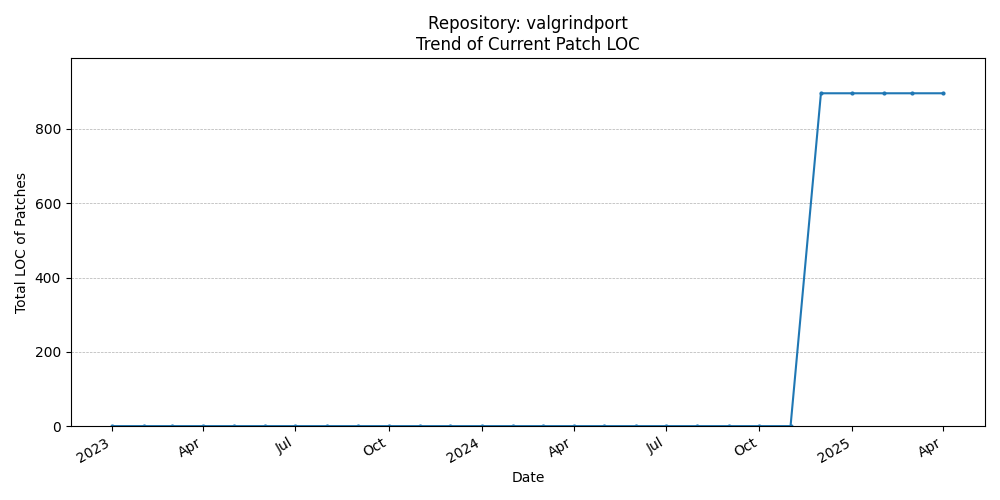 Repository: valgrindport
Trend of Current Patch LOC
Total LOC of Patches
800
600
400
200
0
2023
Apr
Jul
Oct
2024
Apr
Jul
Oct
2025
Apr
Date